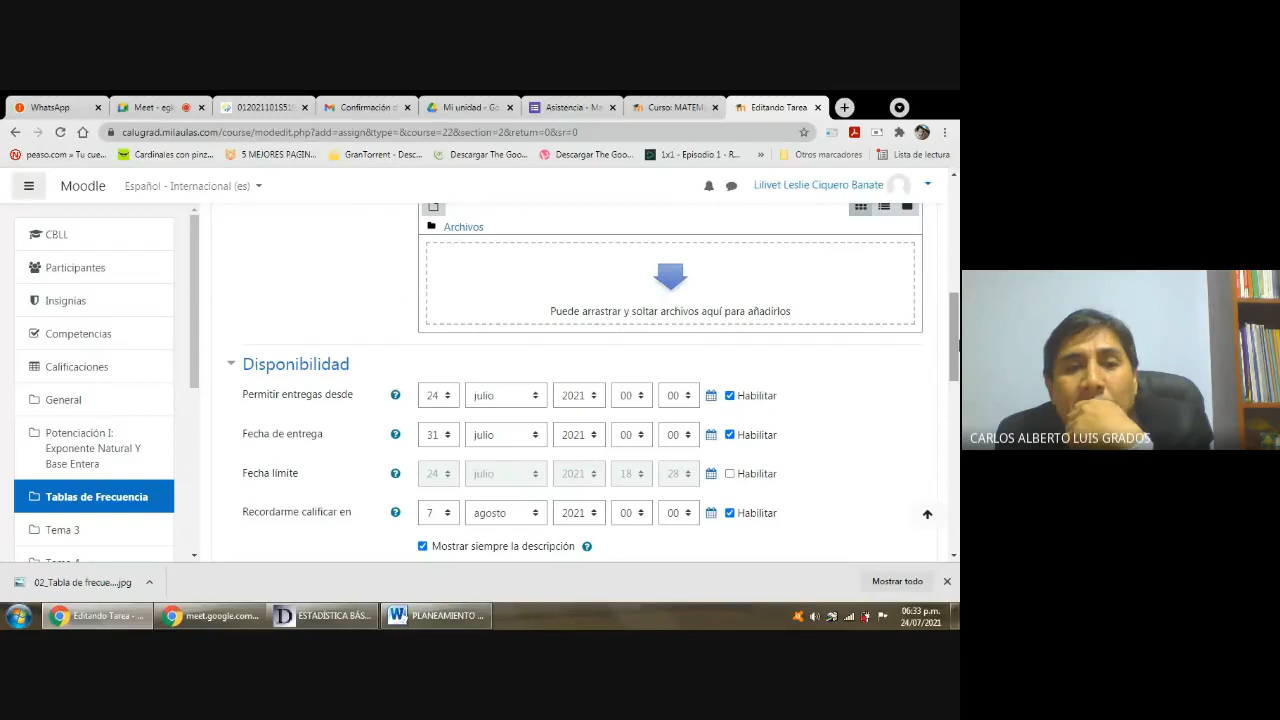 WhatsApp
Meet - egk
012021101S51
Confirmación d
Mi unidad - Go
Asistencia - Ma
Curso: MATEM
Editando Tarea
calugrad.milaulas.com/course/modedit.php?add=assign&type=&course=22&section=2&return=0&sr=0
peaso.com » Tu cue...
Cardinales con pinz...
5 MEJORES PAGIN...
GranTorrent - Desc...
Descargar The Goo...
Descargar The Goo...
1x1 - Episodio 1 - R...
»
Otros marcadores
Lista de lectura
Moodle
Español - Internacional (es)
Lilivet Leslie Ciquero Banate
CBLL
Participantes
Insignias
Competencias
Calificaciones
General
Potenciación I:
Exponente Natural Y
Base Entera
Tablas de Frecuencia
Tema 3
Archivos
Puede arrastrar y soltar archivos aquí para añadirlos
Disponibilidad
Permitir entregas desde 24 julio 2021 00 00 Habilitar
Fecha de entrega 31 julio 2021 00 00 Habilitar
Fecha límite 24 julio 2021 18 28 Habilitar
Recordarme calificar en 7 agosto 2021 00 00 Habilitar
Mostrar siempre la descripción
CARLOS ALBERTO LUIS GRADOS
02_Tabla de frecue....jpg
Mostrar todo
Editando Tarea - ...
meet.google.com...
ESTADÍSTICA BÁS...
PLANEAMIENTO ...
06:33 p.m.
24/07/2021